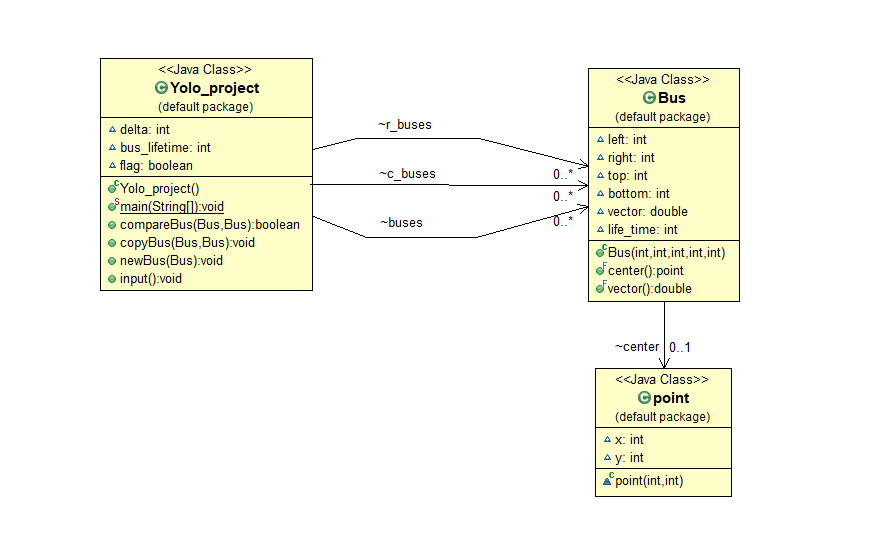 <<Java Class>>
Yolo_project
(default package)
delta: int
bus_lifetime: int
flag: boolean
Yolo_project()
main(String[]):void
compareBus(Bus,Bus):boolean
copyBus(Bus,Bus):void
newBus(Bus):void
input():void
~r_buses
0..*
~c_buses
0..*
~buses
0..*
<<Java Class>>
Bus
(default package)
left: int
right: int
top: int
bottom: int
vector: double
life_time: int
Bus(int,int,int,int,int)
center():point
vector():double
~center
0..1
<<Java Class>>
point
(default package)
x: int
y: int
point(int,int)